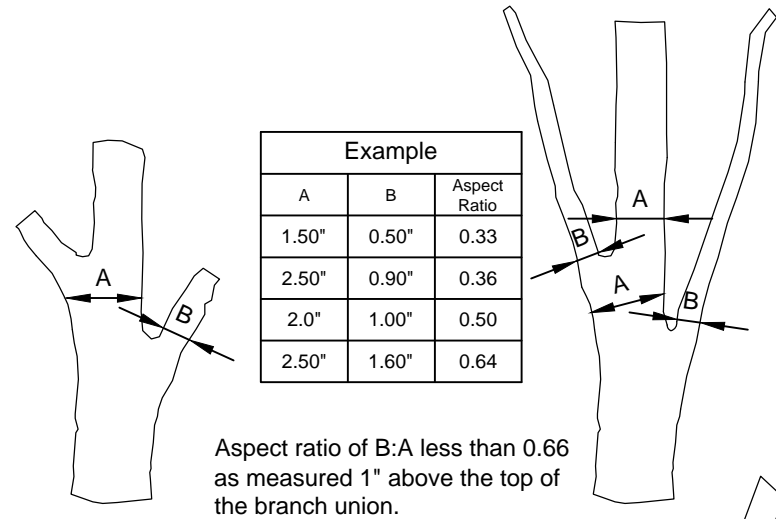 A
B
Example
A B Aspect Ratio
1.50" 0.50" 0.33
2.50" 0.90" 0.36
2.0" 1.00" 0.50
2.50" 1.60" 0.64
A
B
A
B
Aspect ratio of B:A less than 0.66
as measured 1" above the top of
the branch union.